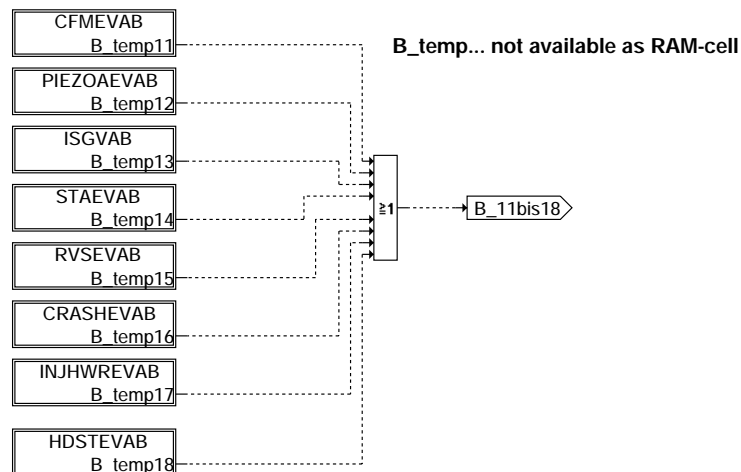 CFMEVAB
B_temp11
B_temp... not available as RAM-cell
PIEZOAEVAB
B_temp12
ISGVAB
B_temp13
STAEVAB
B_temp14
≥1
B_11bis18
RVSEVAB
B_temp15
CRASHEVAB
B_temp16
INJHWREVAB
B_temp17
HDSTEVAB
B_temp18